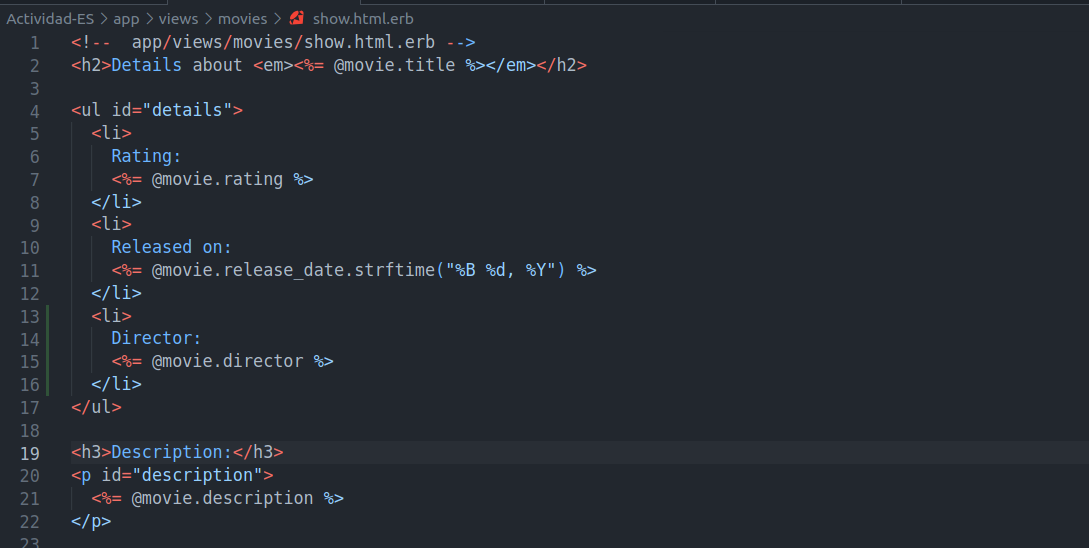 Actividad-ES > app > views > movies > show.html.erb
1 <!--  app/views/movies/show.html.erb -->
2 <h2>Details about <em><%= @movie.title %></em></h2>
3
4 <ul id="details">
5   <li>
6     Rating:
7     <%= @movie.rating %>
8   </li>
9   <li>
10     Released on:
11     <%= @movie.release_date.strftime("%B %d, %Y") %>
12   </li>
13   <li>
14     Director:
15     <%= @movie.director %>
16   </li>
17 </ul>
18
19 <h3>Description:</h3>
20 <p id="description">
21   <%= @movie.description %>
22 </p>
23